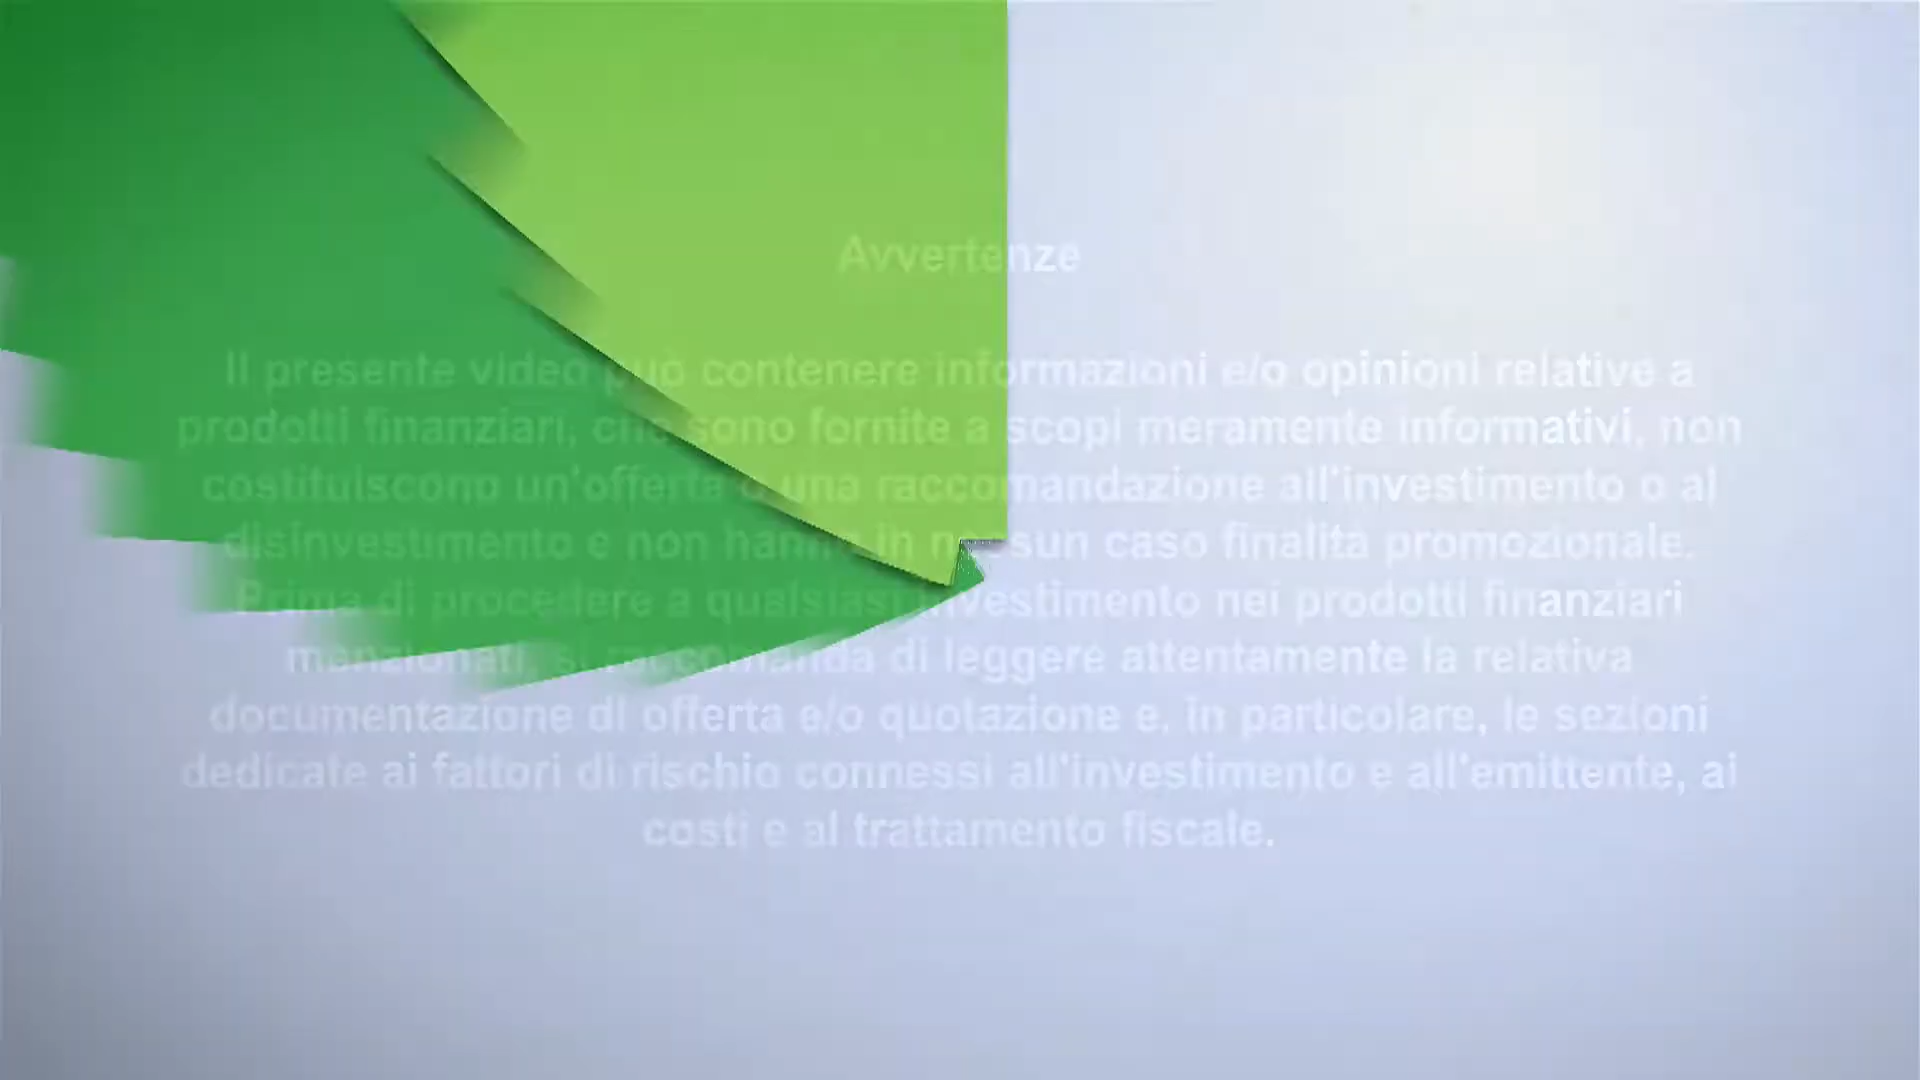 Avvertenze
Il presente video può contenere informazioni e/o opinioni relative a
prodotti finanziari, che sono fornite a scopi meramente informativi, non
costituiscono un'offerta o una raccomandazione all'investimento o al
disinvestimento e non hanno in nessun caso finalità promozionale.
Prima di procedere a qualsiasi investimento nei prodotti finanziari
menzionati, si raccomanda di leggere attentamente la relativa
documentazione di offerta e/o quotazione e, in particolare, le sezioni
dedicate ai fattori di rischio connessi all'investimento e all'emittente, ai
costi e al trattamento fiscale.